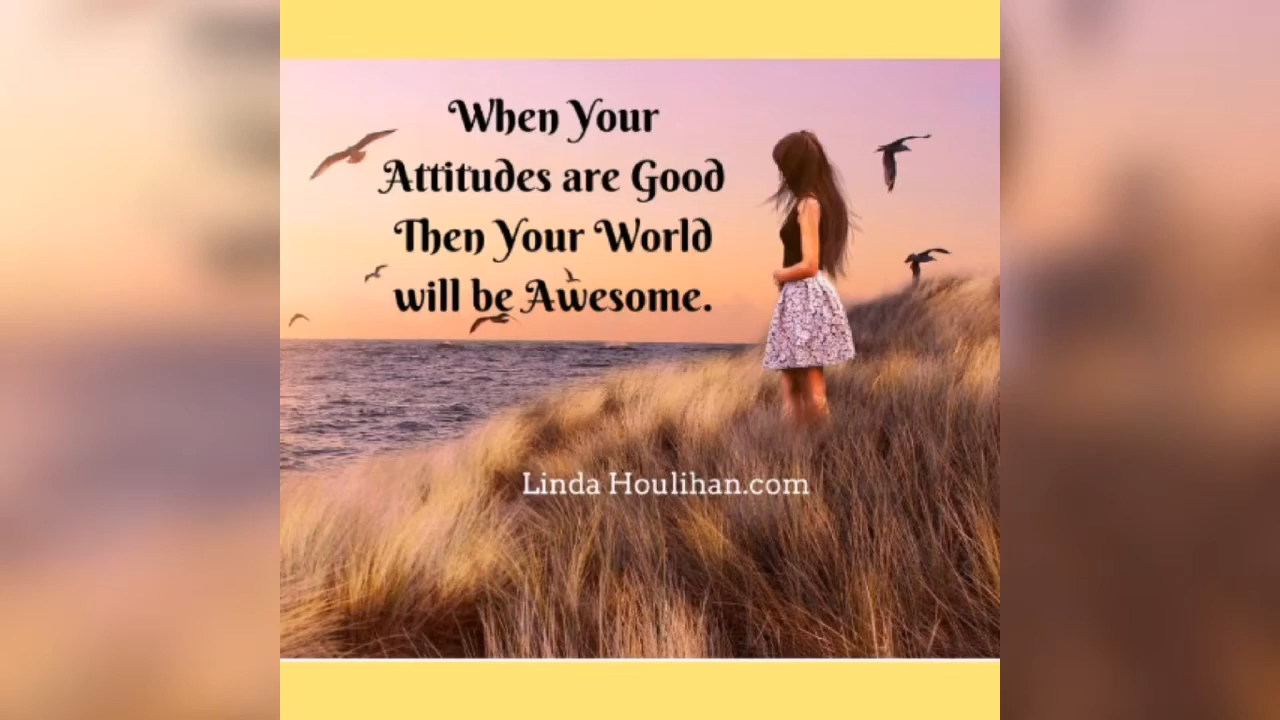 When Your
Attitudes are Good
Then Your World
will be Awesome.
Linda Houlihan.com